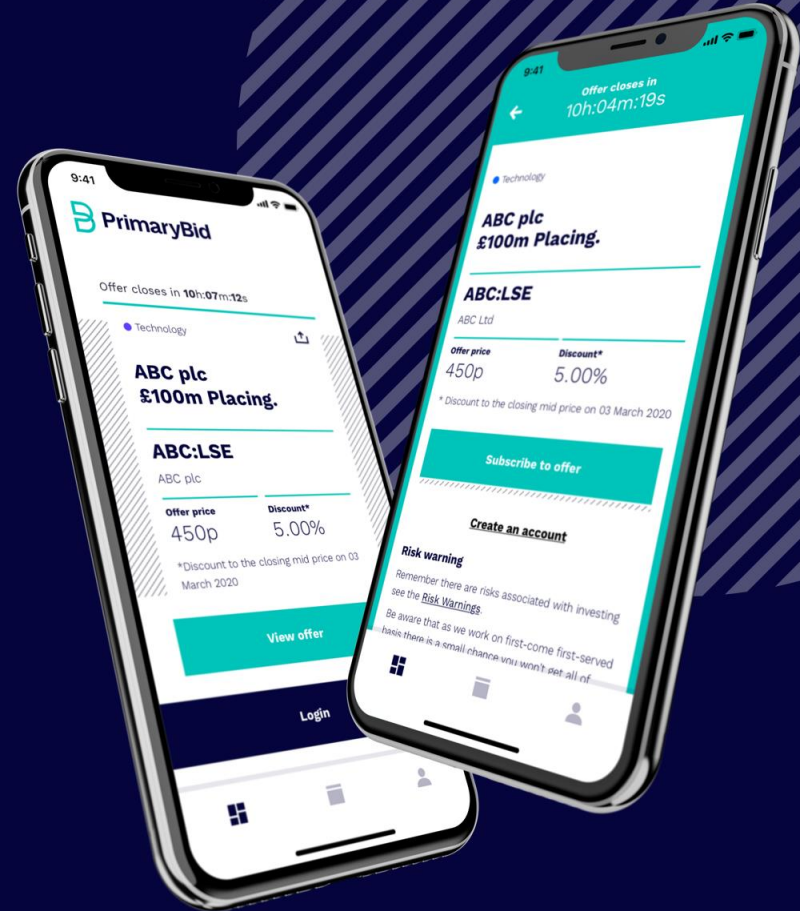 9:41
PrimaryBid
Offer closes in 10h:07m:12s
Technology
ABC plc
£100m Placing.
ABC:LSE
ABC plc
Offer price Discount*
450p 5.00%
*Discount to the closing mid price on 03
March 2020
View offer
Login
9:41
Offer closes in
10h:04m:19s
Technology
ABC plc
£100m Placing.
ABC:LSE
ABC Ltd
Offer price Discount*
450p 5.00%
* Discount to the closing mid price on 03 March 2020
Subscribe to offer
Create an account
Risk warning
Remember there are risks associated with investing
see the Risk Warnings.
Be aware that as we work on first-come first-served
basis there is a small chance you won't get all of